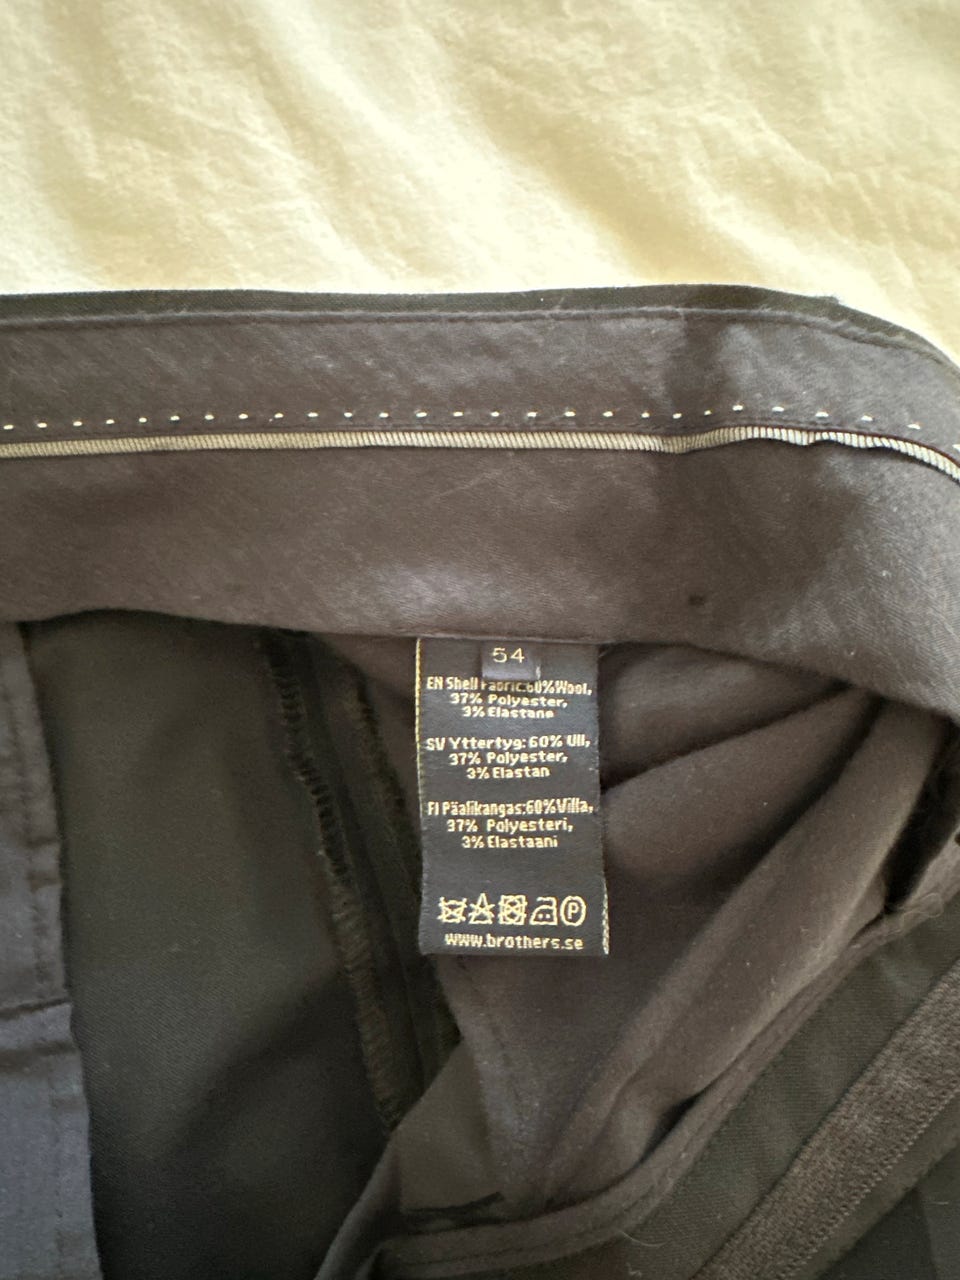 54
EN Shell Fabric:60%Wool,
37% Polyester,
3% Elastane
SV Yttertyg:60% Ull,
37% Polyester,
3% Elastan
FI Päälikangas:60%Villa,
37% Polyesteri,
3% Elastaani
P
www.brothers.se